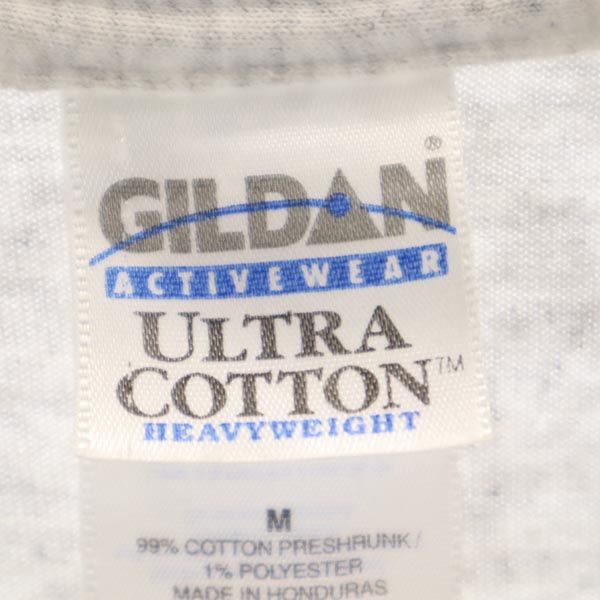 GILDAN®
ACTIVEWEAR
ULTRA
COTTON™
HEAVYWEIGHT
M
99% COTTON PRESHRUNK/
1% POLYESTER
MADE IN HONDURAS